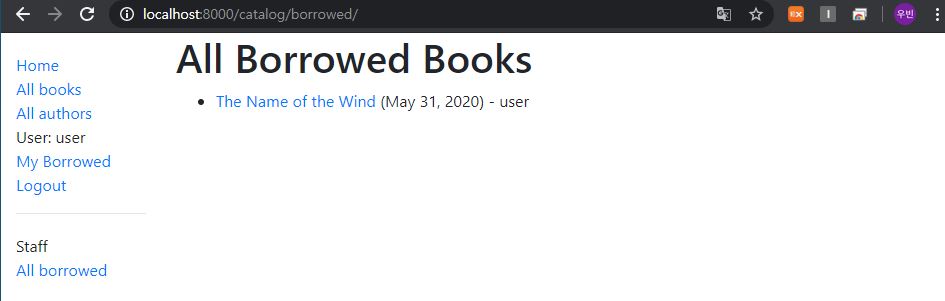 localhost:8000/catalog/borrowed/
우빈
All Borrowed Books
Home
All books
All authors
User: user
My Borrowed
Logout
Staff
All borrowed
The Name of the Wind (May 31, 2020) - user